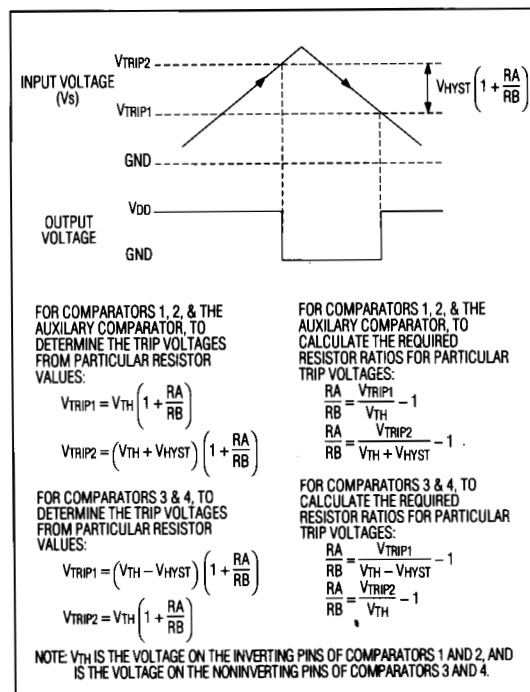 VTRIP2
INPUT VOLTAGE
(Vs)
VTRIP1
VHYST (1 + RA/RB)
GND
VDD
OUTPUT
VOLTAGE
GND
FOR COMPARATORS 1, 2, & THE
AUXILARY COMPARATOR, TO
DETERMINE THE TRIP VOLTAGES
FROM PARTICULAR RESISTOR
VALUES:
VTRIP1 = VTH (1 + RA/RB)
VTRIP2 = (VTH + VHYST) (1 + RA/RB)
FOR COMPARATORS 3 & 4, TO
DETERMINE THE TRIP VOLTAGES
FROM PARTICULAR RESISTOR
VALUES:
VTRIP1 = (VTH – VHYST) (1 + RA/RB)
VTRIP2 = VTH (1 + RA/RB)
FOR COMPARATORS 1, 2, & THE
AUXILARY COMPARATOR, TO
CALCULATE THE REQUIRED
RESISTOR RATIOS FOR PARTICULAR
TRIP VOLTAGES:
RA/RB = VTRIP1/VTH – 1
RA/RB = VTRIP2/(VTH + VHYST) – 1
FOR COMPARATORS 3 & 4, TO
CALCULATE THE REQUIRED
RESISTOR RATIOS FOR PARTICULAR
TRIP VOLTAGES:
RA/RB = VTRIP1/(VTH – VHYST) – 1
RA/RB = VTRIP2/VTH – 1
NOTE: VTH IS THE VOLTAGE ON THE INVERTING PINS OF COMPARATORS 1 AND 2, AND
IS THE VOLTAGE ON THE NONINVERTING PINS OF COMPARATORS 3 AND 4.